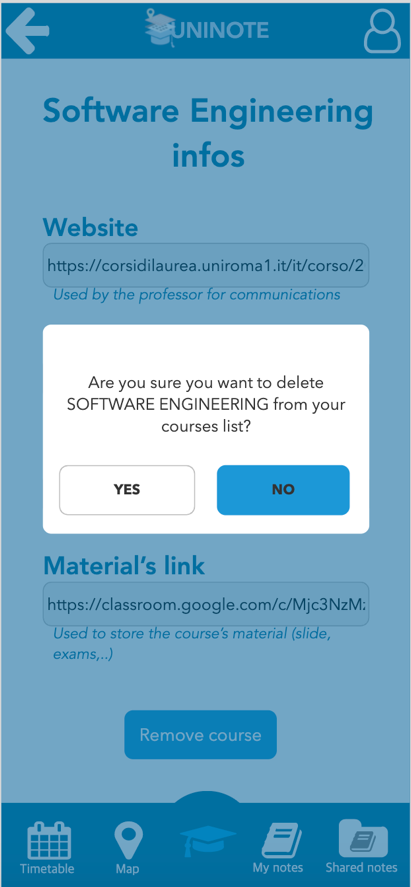 UNINOTE
Software Engineering
infos
Website
https://corsidilaurea.uniroma1.it/it/corso/2
Used by the professor for communications
Are you sure you want to delete
SOFTWARE ENGINEERING from your
courses list?
YES NO
Material's link
https://classroom.google.com/c/Mjc3NzM
Used to store the course's material (slide,
exams,..)
Remove course
Timetable Map My notes Shared notes